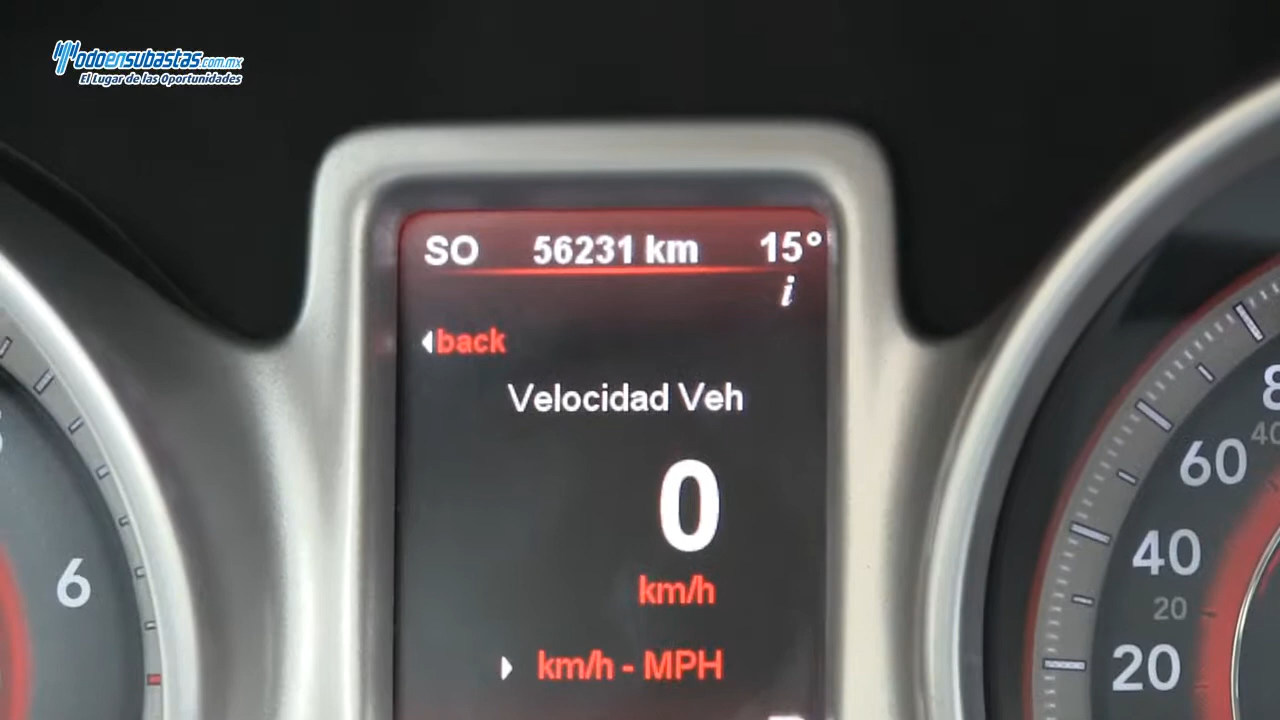 Todoensubastas.com.mx
El Lugar de las Oportunidades
SO 56231 km 15°
i
back
Velocidad Veh
0
km/h
km/h - MPH
6
60
40
40
20
20